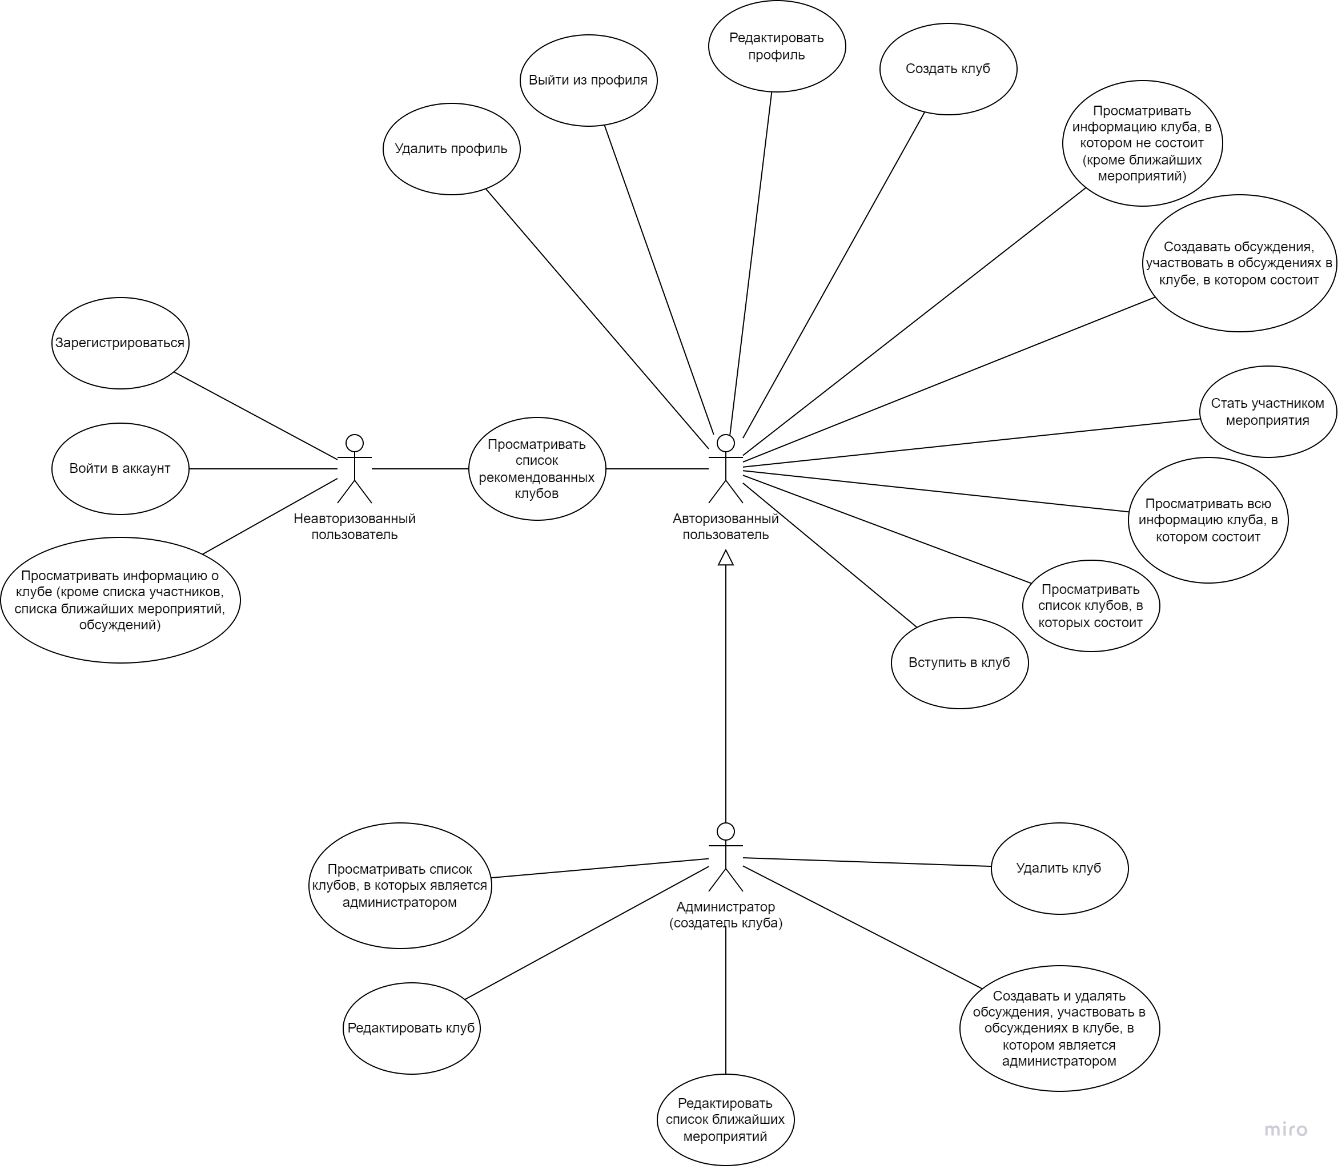 Редактировать
профиль
Создать клуб
Выйти из профиля
Удалить профиль
Просматривать
информацию клуба, в
котором не состоит
(кроме ближайших
мероприятий)
Создавать обсуждения,
участвовать в обсуждениях в
клубе, в котором состоит
Зарегистрироваться
Стать участником
мероприятия
Войти в аккаунт
Просматривать
список
рекомендованных
клубов
Неавторизованный
пользователь
Авторизованный
пользователь
Просматривать всю
информацию клуба, в
котором состоит
Просматривать информацию о
клубе (кроме списка участников,
списка ближайших мероприятий,
обсуждений)
Просматривать
список клубов, в
которых состоит
Вступить в клуб
Просматривать список
клубов, в которых является
администратором
Удалить клуб
Администратор
(создатель клуба)
Редактировать клуб
Создавать и удалять
обсуждения, участвовать в
обсуждениях в клубе, в
котором является
администратором
Редактировать
список ближайших
мероприятий
miro